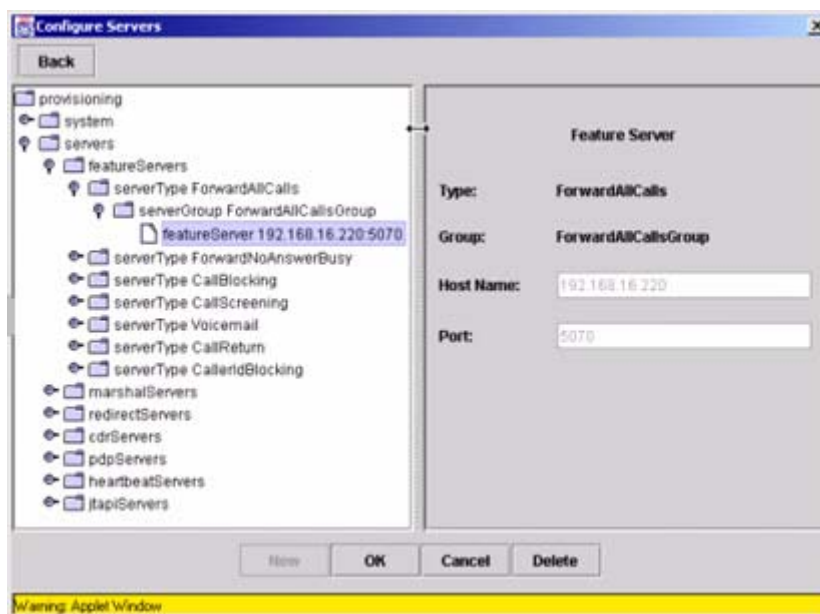 Configure Servers
Back
provisioning
system
servers
featureServers
serverType ForwardAllCalls
serverGroup ForwardAllCallsGroup
featureServer 192.168.16.220:5070
serverType ForwardNoAnswerBusy
serverType CallBlocking
serverType CallScreening
serverType Voicemail
serverType CallReturn
serverType CallerIdBlocking
marshalServers
redirectServers
cdrServers
pdpServers
heartbeatServers
jtapiServers
Feature Server
Type: ForwardAllCalls
Group: ForwardAllCallsGroup
Host Name: 192.168.16.220
Port: 5070
New OK Cancel Delete
Warning: Applet Window